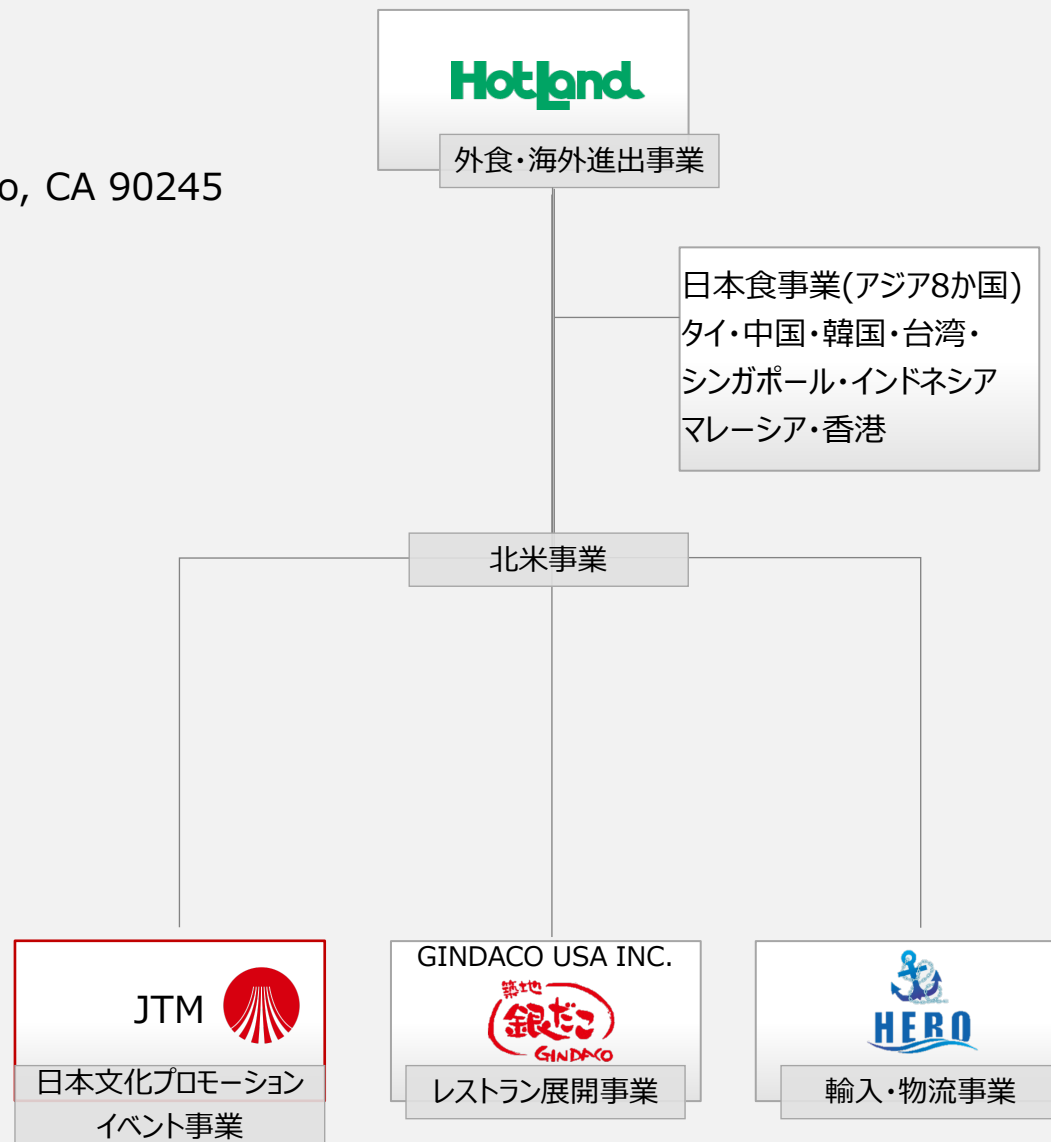 HotLand
外食・海外進出事業
o, CA 90245
日本食事業(アジア8か国)
タイ・中国・韓国・台湾・
シンガポール・インドネシア
マレーシア・香港
北米事業
JTM
日本文化プロモーション
イベント事業
GINDACO USA INC.
築地
銀だこ
GINDACO
レストラン展開事業
HERO
輸入・物流事業